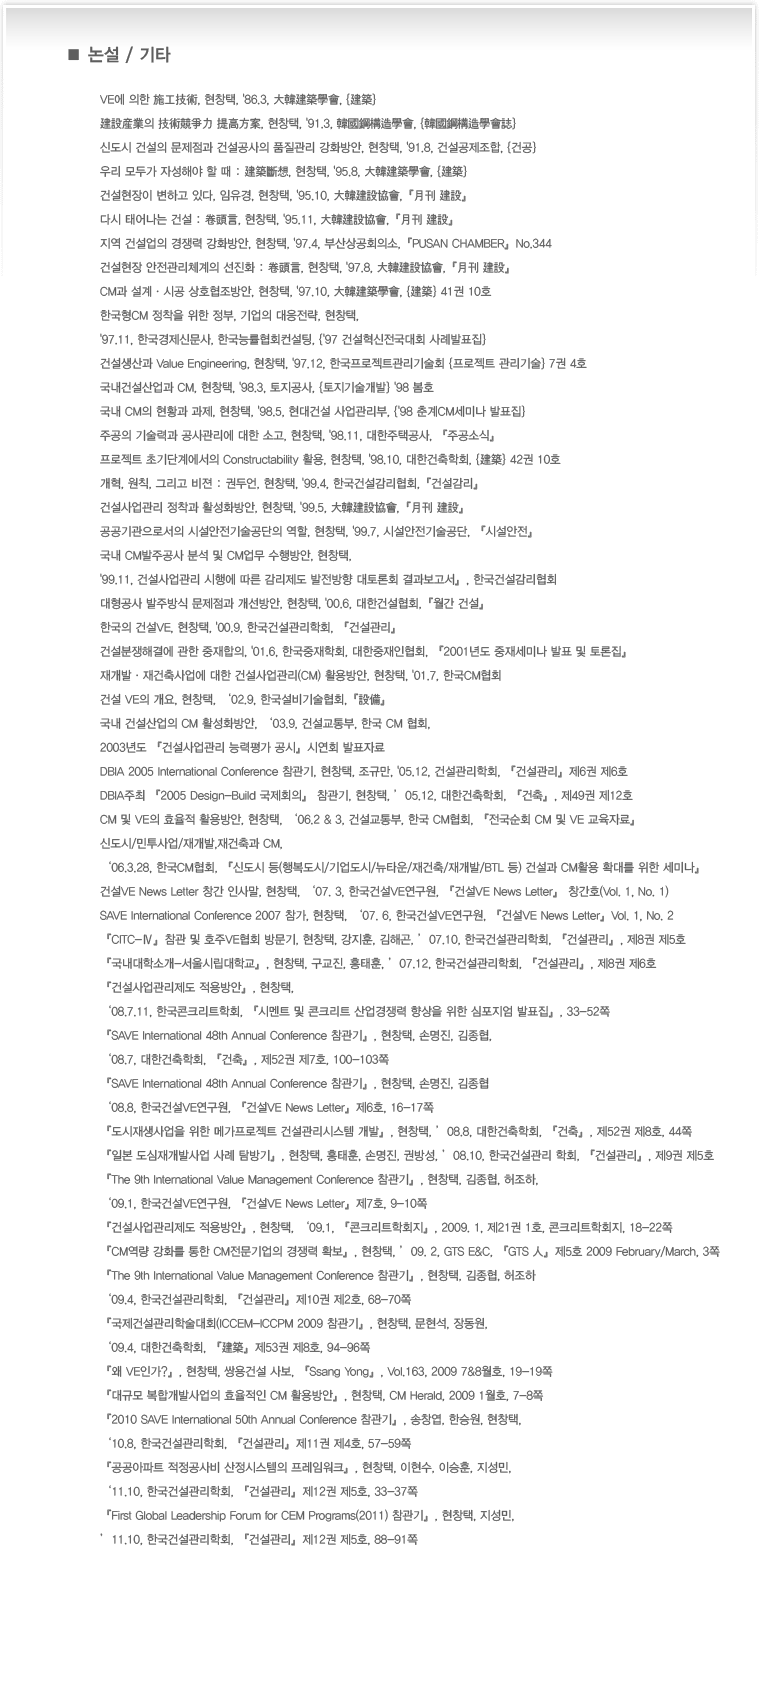 ■ 논설 / 기타
VE에 의한 施工技術, 현창택, '86.3, 大韓建築學會, {建築}
建設産業의 技術競爭力 提高方案, 현창택, '91.3, 韓國鋼構造學會, {韓國鋼構造學會誌}
신도시 건설의 문제점과 건설공사의 품질관리 강화방안, 현창택, '91.8, 건설공제조합, {건공}
우리 모두가 자성해야 할 때 : 建築斷想, 현창택, '95.8, 大韓建築學會, {建築}
건설현장이 변하고 있다, 임유경, 현창택, '95.10, 大韓建設協會,『月刊 建設』
다시 태어나는 건설 : 卷頭言, 현창택, '95.11, 大韓建設協會,『月刊 建設』
지역 건설업의 경쟁력 강화방안, 현창택, '97.4, 부산상공회의소,『PUSAN CHAMBER』No.344
건설현장 안전관리체계의 선진화 : 卷頭言, 현창택, '97.8, 大韓建設協會,『月刊 建設』
CM과 설계 · 시공 상호협조방안, 현창택, '97.10, 大韓建築學會, {建築} 41권 10호
한국형CM 정착을 위한 정부, 기업의 대응전략, 현창택,
'97.11, 한국경제신문사, 한국능률협회컨설팅, {'97 건설혁신전국대회 사례발표집}
건설생산과 Value Engineering, 현창택, '97.12, 한국프로젝트관리기술회 {프로젝트 관리기술} 7권 4호
국내건설산업과 CM, 현창택, '98.3, 토지공사, {토지기술개발} '98 봄호
국내 CM의 현황과 과제, 현창택, '98.5, 현대건설 사업관리부, {'98 춘계CM세미나 발표집}
주공의 기술력과 공사관리에 대한 소고, 현창택, '98.11, 대한주택공사, 『주공소식』
프로젝트 초기단계에서의 Constructability 활용, 현창택, '98.10, 대한건축학회, {建築} 42권 10호
개혁, 원칙, 그리고 비젼 : 권두언, 현창택, '99.4, 한국건설감리협회,『건설감리』
건설사업관리 정착과 활성화방안, 현창택, '99.5, 大韓建設協會,『月刊 建設』
공공기관으로서의 시설안전기술공단의 역할, 현창택, '99.7, 시설안전기술공단, 『시설안전』
국내 CM발주공사 분석 및 CM업무 수행방안, 현창택,
'99.11, 건설사업관리 시행에 따른 감리제도 발전방향 대토론회 결과보고서』, 한국건설감리협회
대형공사 발주방식 문제점과 개선방안, 현창택, '00.6, 대한건설협회,『월간 건설』
한국의 건설VE, 현창택, '00.9, 한국건설관리학회, 『건설관리』
건설분쟁해결에 관한 중재합의, '01.6, 한국중재학회, 대한중재인협회, 『2001년도 중재세미나 발표 및 토론집』
재개발 · 재건축사업에 대한 건설사업관리(CM) 활용방안, 현창택, '01.7, 한국CM협회
건설 VE의 개요, 현창택, ‘02.9, 한국설비기술협회,『設備』
국내 건설산업의 CM 활성화방안, ‘03.9, 건설교통부, 한국 CM 협회,
2003년도 『건설사업관리 능력평가 공시』시연회 발표자료
DBIA 2005 International Conference 참관기, 현창택, 조규만, '05.12, 건설관리학회, 『건설관리』제6권 제6호
DBIA주최 『2005 Design-Build 국제회의』 참관기, 현창택, ’05.12, 대한건축학회, 『건축』, 제49권 제12호
CM 및 VE의 효율적 활용방안, 현창택, ‘06.2 & 3, 건설교통부, 한국 CM협회, 『전국순회 CM 및 VE 교육자료』
신도시/민투사업/재개발,재건축과 CM,
‘06.3.28, 한국CM협회, 『신도시 등(행복도시/기업도시/뉴타운/재건축/재개발/BTL 등) 건설과 CM활용 확대를 위한 세미나』
건설VE News Letter 창간 인사말, 현창택, ‘07. 3, 한국건설VE연구원, 『건설VE News Letter』 창간호(Vol. 1, No. 1)
SAVE International Conference 2007 참가, 현창택, ‘07. 6, 한국건설VE연구원, 『건설VE News Letter』Vol. 1, No. 2
『CITC-Ⅳ』참관 및 호주VE협회 방문기, 현창택, 강지훈, 김해곤, ’07.10, 한국건설관리학회, 『건설관리』, 제8권 제5호
『국내대학소개-서울시립대학교』, 현창택, 구교진, 홍태훈, ’07.12, 한국건설관리학회, 『건설관리』, 제8권 제6호
『건설사업관리제도 적용방안』, 현창택,
‘08.7.11, 한국콘크리트학회, 『시멘트 및 콘크리트 산업경쟁력 향상을 위한 심포지엄 발표집』, 33-52쪽
『SAVE International 48th Annual Conference 참관기』, 현창택, 손명진, 김종협,
‘08.7, 대한건축학회, 『건축』, 제52권 제7호, 100-103쪽
『SAVE International 48th Annual Conference 참관기』, 현창택, 손명진, 김종협
‘08.8, 한국건설VE연구원, 『건설VE News Letter』제6호, 16-17쪽
『도시재생사업을 위한 메가프로젝트 건설관리시스템 개발』, 현창택, ’08.8, 대한건축학회, 『건축』, 제52권 제8호, 44쪽
『일본 도심재개발사업 사례 탐방기』, 현창택, 홍태훈, 손명진, 권방성, ’08.10, 한국건설관리 학회, 『건설관리』, 제9권 제5호
『The 9th International Value Management Conference 참관기』, 현창택, 김종협, 허조하,
‘09.1, 한국건설VE연구원, 『건설VE News Letter』제7호, 9-10쪽
『건설사업관리제도 적용방안』, 현창택, ‘09.1, 『콘크리트학회지』, 2009. 1, 제21권 1호, 콘크리트학회지, 18-22쪽
『CM역량 강화를 통한 CM전문기업의 경쟁력 확보』, 현창택, ’09. 2, GTS E&C, 『GTS 人』제5호 2009 February/March, 3쪽
『The 9th International Value Management Conference 참관기』, 현창택, 김종협, 허조하
‘09.4, 한국건설관리학회, 『건설관리』제10권 제2호, 68-70쪽
『국제건설관리학술대회(ICCEM-ICCPM 2009 참관기』, 현창택, 문현석, 장동원,
‘09.4, 대한건축학회, 『建築』제53권 제8호, 94-96쪽
『왜 VE인가?』, 현창택, 쌍용건설 사보, 『Ssang Yong』, Vol.163, 2009 7&8월호, 19-19쪽
『대규모 복합개발사업의 효율적인 CM 활용방안』, 현창택, CM Herald, 2009 1월호, 7-8쪽
『2010 SAVE International 50th Annual Conference 참관기』, 송창엽, 한승원, 현창택,
‘10.8, 한국건설관리학회, 『건설관리』제11권 제4호, 57-59쪽
『공공아파트 적정공사비 산정시스템의 프레임워크』, 현창택, 이현수, 이승훈, 지성민,
‘11.10, 한국건설관리학회, 『건설관리』제12권 제5호, 33-37쪽
『First Global Leadership Forum for CEM Programs(2011) 참관기』, 현창택, 지성민,
’11.10, 한국건설관리학회, 『건설관리』제12권 제5호, 88-91쪽